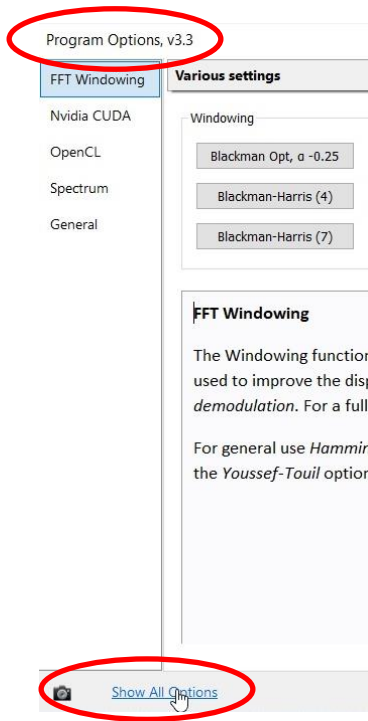 Program Options, v3.3
FFT Windowing
Nvidia CUDA
OpenCL
Spectrum
General
Various settings
Windowing
Blackman Opt, α -0.25
Blackman-Harris (4)
Blackman-Harris (7)
FFT Windowing
The Windowing function
used to improve the disp
demodulation. For a full
For general use Hammin
the Youssef-Touil option
Show All Options